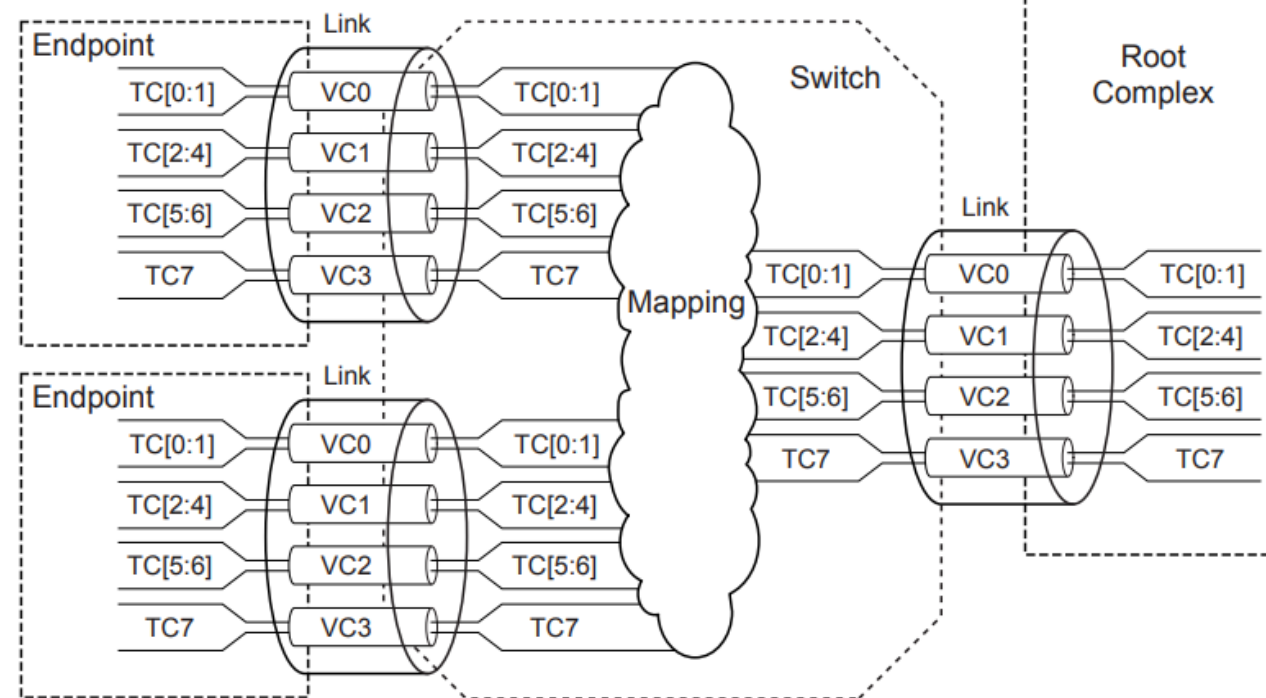 Link
Endpoint
TC[0:1]
VC0
TC[0:1]
TC[2:4]
VC1
TC[2:4]
TC[5:6]
VC2
TC[5:6]
TC7
VC3
TC7
Link
Endpoint
TC[0:1]
VC0
TC[0:1]
TC[2:4]
VC1
TC[2:4]
TC[5:6]
VC2
TC[5:6]
TC7
VC3
TC7
Mapping
Switch
Root
Complex
Link
TC[0:1]
VC0
TC[0:1]
TC[2:4]
VC1
TC[2:4]
TC[5:6]
VC2
TC[5:6]
TC7
VC3
TC7